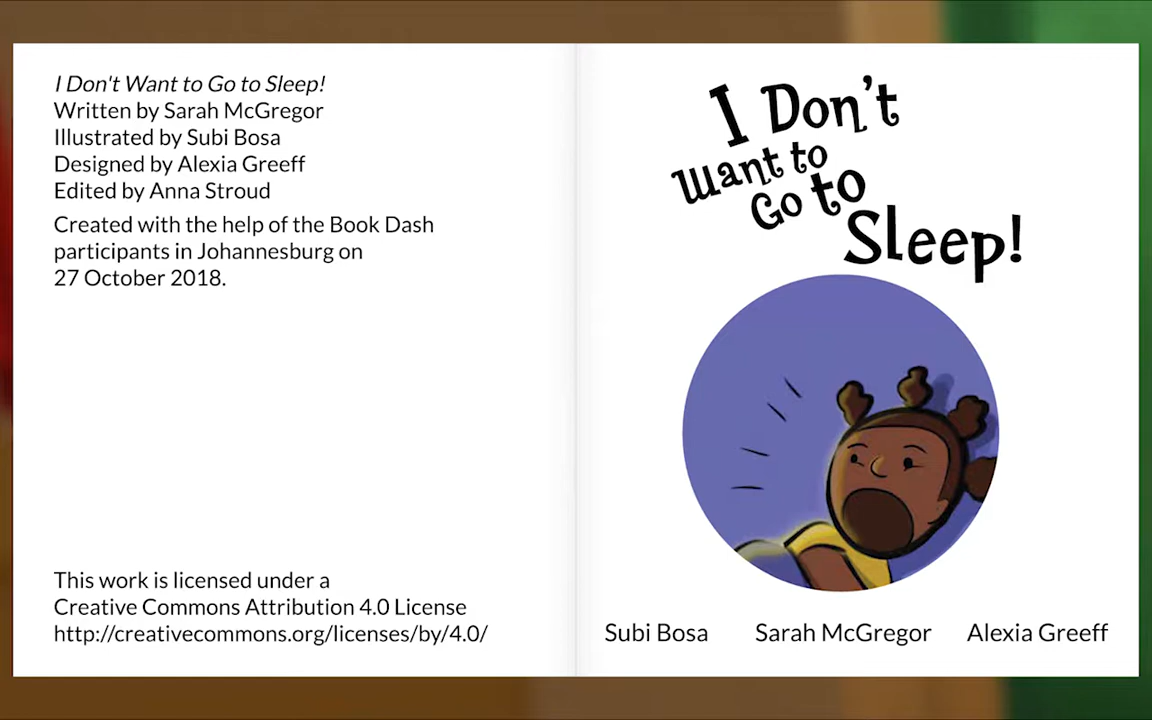 I Don't Want to Go to Sleep!
Written by Sarah McGregor
Illustrated by Subi Bosa
Designed by Alexia Greeff
Edited by Anna Stroud
Created with the help of the Book Dash
participants in Johannesburg on
27 October 2018.
This work is licensed under a
Creative Commons Attribution 4.0 License
http://creativecommons.org/licenses/by/4.0/
I Don't
Want to
Go to
Sleep!
Subi Bosa Sarah McGregor Alexia Greeff